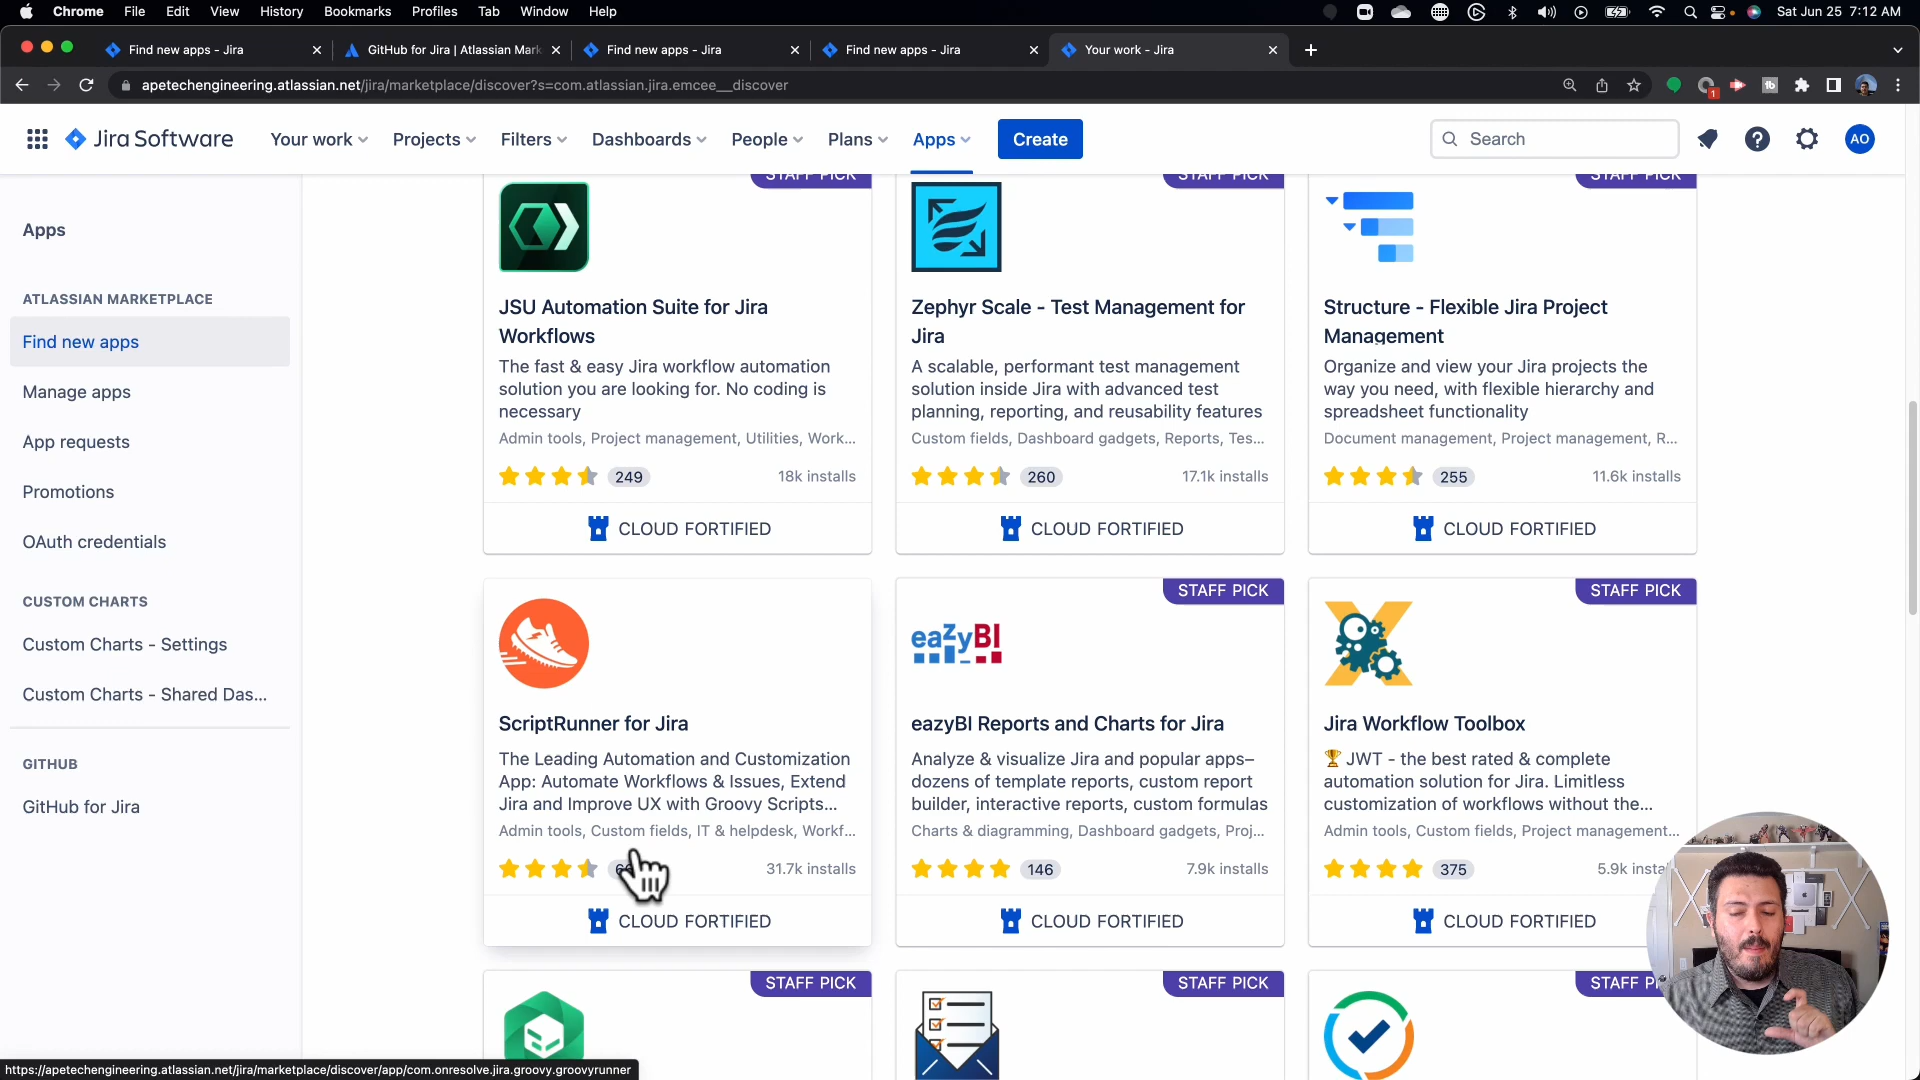 Chrome File Edit View History Bookmarks Profiles Tab Window Help
Sat Jun 25 7:12 AM
Find new apps - Jira
GitHub for Jira | Atlassian Mark
Find new apps - Jira
Find new apps - Jira
Your work - Jira
apetechengineering.atlassian.net/jira/marketplace/discover?s=com.atlassian.jira.emcee__discover
1
tb
Jira Software
Your work
Projects
Filters
Dashboards
People
Plans
Apps
Create
Search
AO
Apps
ATLASSIAN MARKETPLACE
Find new apps
Manage apps
App requests
Promotions
OAuth credentials
CUSTOM CHARTS
Custom Charts - Settings
Custom Charts - Shared Das...
GITHUB
GitHub for Jira
STAFF PICK
JSU Automation Suite for Jira
Workflows
The fast & easy Jira workflow automation
solution you are looking for. No coding is
necessary
Admin tools, Project management, Utilities, Work...
249
18k installs
CLOUD FORTIFIED
STAFF PICK
Zephyr Scale - Test Management for
Jira
A scalable, performant test management
solution inside Jira with advanced test
planning, reporting, and reusability features
Custom fields, Dashboard gadgets, Reports, Tes...
260
17.1k installs
CLOUD FORTIFIED
STAFF PICK
Structure - Flexible Jira Project
Management
Organize and view your Jira projects the
way you need, with flexible hierarchy and
spreadsheet functionality
Document management, Project management, R...
255
11.6k installs
CLOUD FORTIFIED
ScriptRunner for Jira
The Leading Automation and Customization
App: Automate Workflows & Issues, Extend
Jira and Improve UX with Groovy Scripts...
Admin tools, Custom fields, IT & helpdesk, Workf...
31.7k installs
CLOUD FORTIFIED
STAFF PICK
eazyBI
eazyBI Reports and Charts for Jira
Analyze & visualize Jira and popular apps–
dozens of template reports, custom report
builder, interactive reports, custom formulas
Charts & diagramming, Dashboard gadgets, Proj...
146
7.9k installs
CLOUD FORTIFIED
STAFF PICK
Jira Workflow Toolbox
🏆 JWT - the best rated & complete
automation solution for Jira. Limitless
customization of workflows without the...
Admin tools, Custom fields, Project management...
375
5.9k insta
CLOUD FORTIFIED
STAFF PICK
STAFF PICK
STAFF PI
https://apetechengineering.atlassian.net/jira/marketplace/discover/app/com.onresolve.jira.groovy.groovyrunner